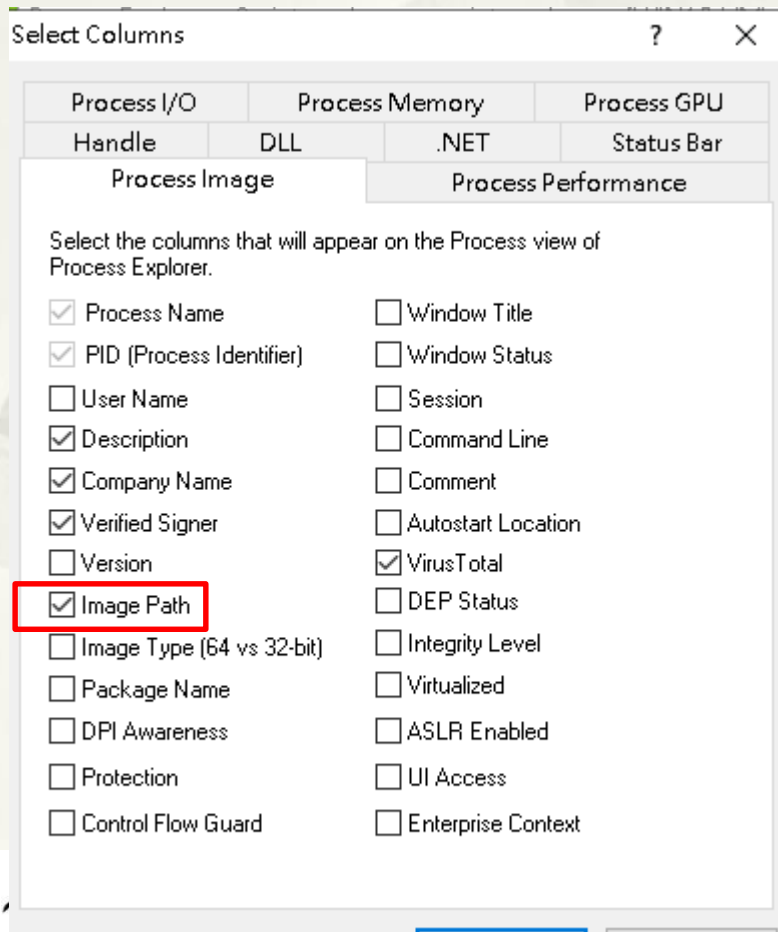 Select Columns ? ×
Process I/O Process Memory Process GPU
Handle DLL .NET Status Bar
Process Image Process Performance
Select the columns that will appear on the Process view of
Process Explorer.
Process Name
PID (Process Identifier)
User Name
Description
Company Name
Verified Signer
Version
Image Path
Image Type (64 vs 32-bit)
Package Name
DPI Awareness
Protection
Control Flow Guard
Window Title
Window Status
Session
Command Line
Comment
Autostart Location
VirusTotal
DEP Status
Integrity Level
Virtualized
ASLR Enabled
UI Access
Enterprise Context